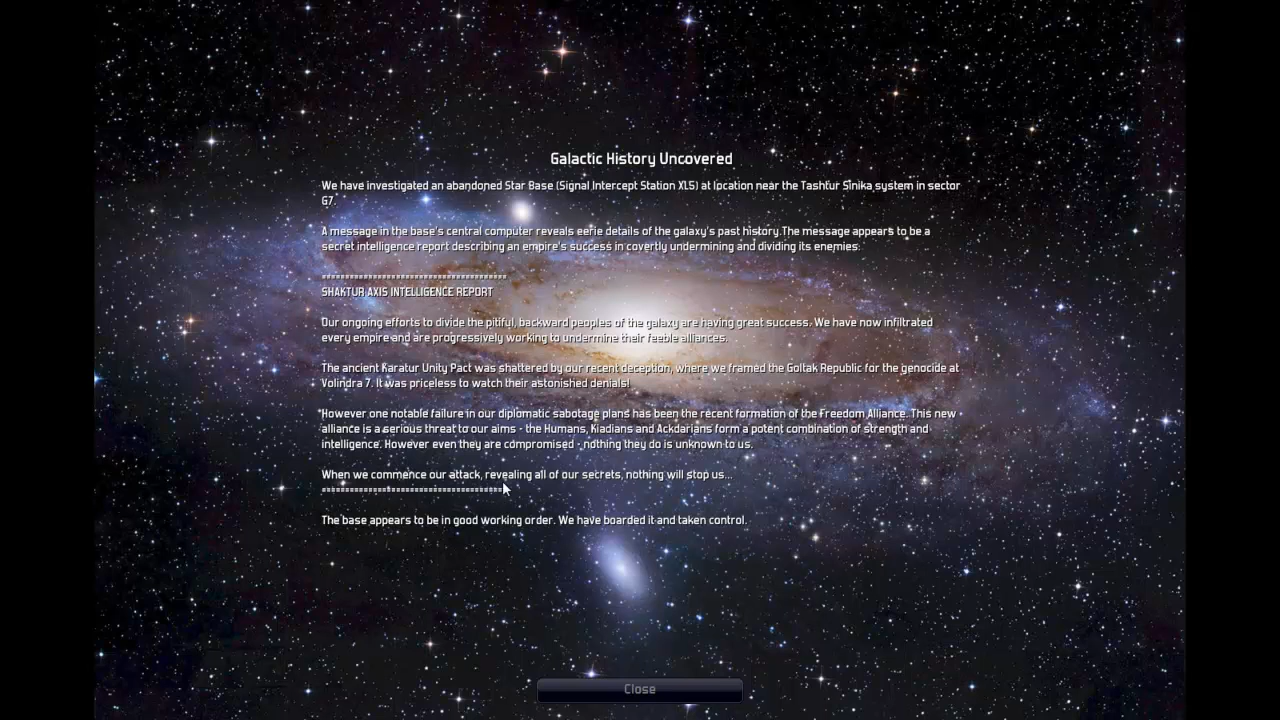 Galactic History Uncovered
We have investigated an abandoned Star Base (Signal Intercept Station XL5) at location near the Tashtur Sinika system in sector
G7.
A message in the base's central computer reveals eerie details of the galaxy's past history.The message appears to be a
secret intelligence report describing an empire's success in covertly undermining and dividing its enemies:
========================================
SHAKTUR AXIS INTELLIGENCE REPORT
Our ongoing efforts to divide the pitiful, backward peoples of the galaxy are having great success. We have now infiltrated
every empire and are progressively working to undermine their feeble alliances.
The ancient Karatur Unity Pact was shattered by our recent deception, where we framed the Goltak Republic for the genocide at
Volindra 7. It was priceless to watch their astonished denials!
However one notable failure in our diplomatic sabotage plans has been the recent formation of the Freedom Alliance. This new
alliance is a serious threat to our aims - the Humans, Kiadians and Ackdarians form a potent combination of strength and
intelligence. However even they are compromised - nothing they do is unknown to us.
When we commence our attack, revealing all of our secrets, nothing will stop us...
========================================
The base appears to be in good working order. We have boarded it and taken control.
Close